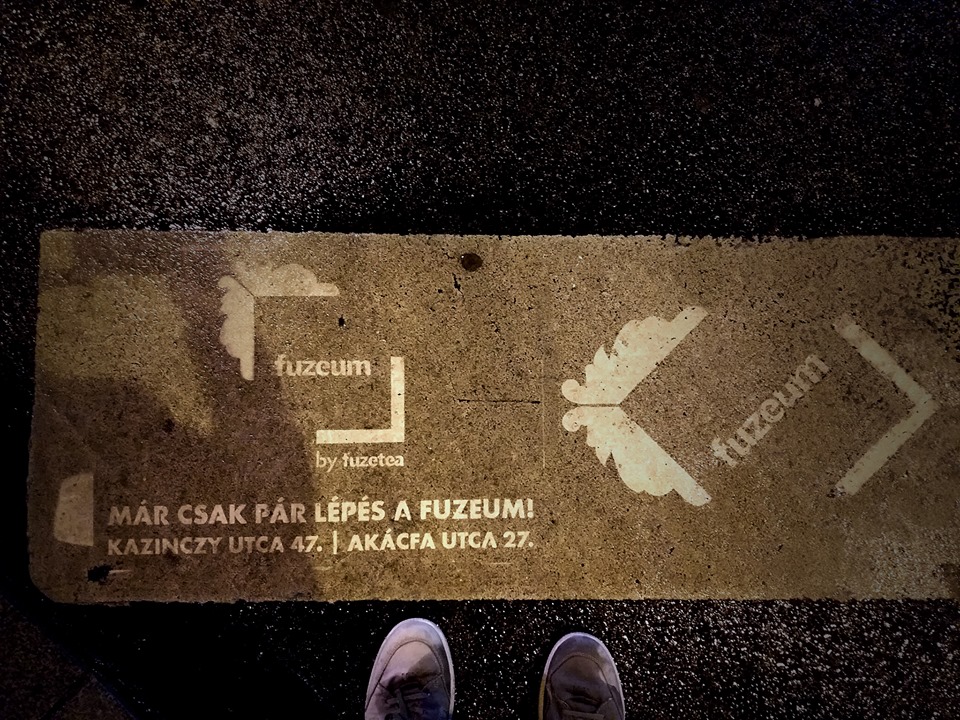 fuzeum
by fuzetea
MÁR CSAK PÁR LÉPÉS A FUZEUM!
KAZINCZY UTCA 47. | AKÁCFA UTCA 27.
fuzeum